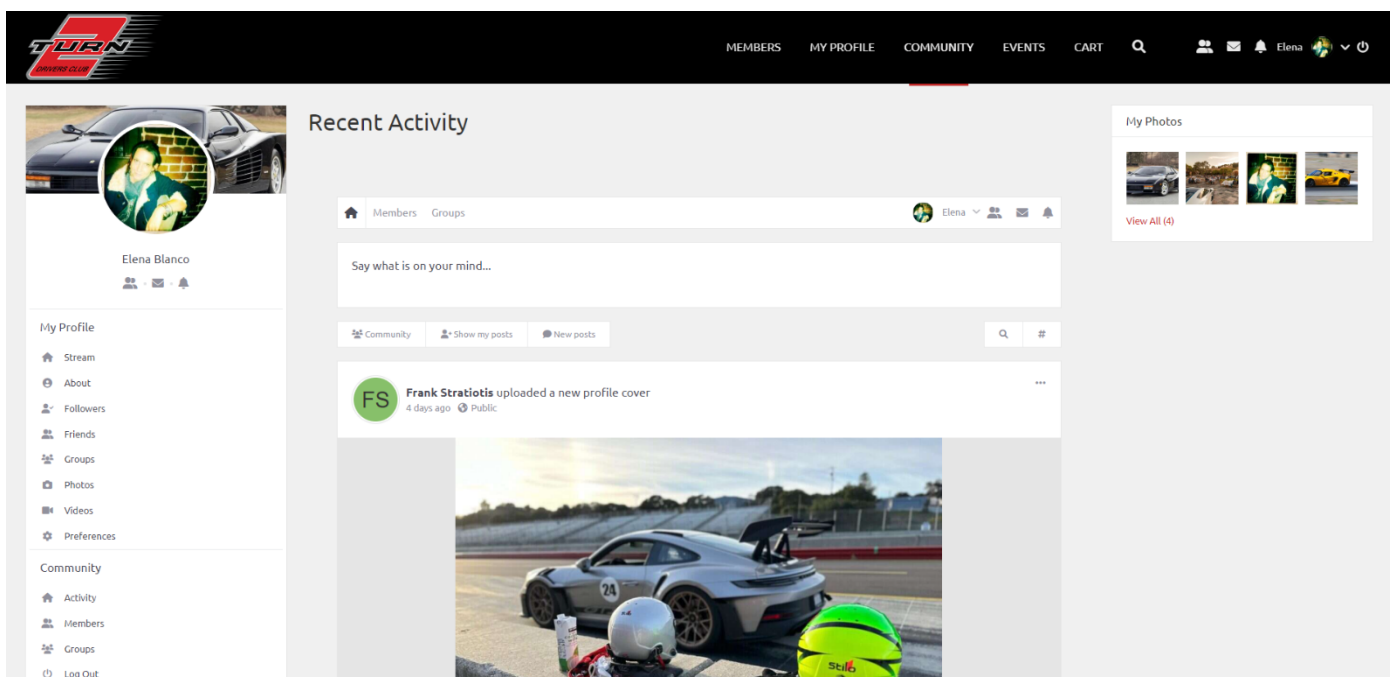 TURN
DRIVERS CLUB
MEMBERS MY PROFILE COMMUNITY EVENTS CART Elena
Elena Blanco
My Profile
Stream
About
Followers
Friends
Groups
Photos
Videos
Preferences
Community
Activity
Members
Groups
Log Out
Recent Activity
Members Groups Elena
Say what is on your mind...
Community Show my posts New posts #
FS
Frank Stratiotis uploaded a new profile cover
4 days ago Public
24
Stilo
My Photos
View All (4)